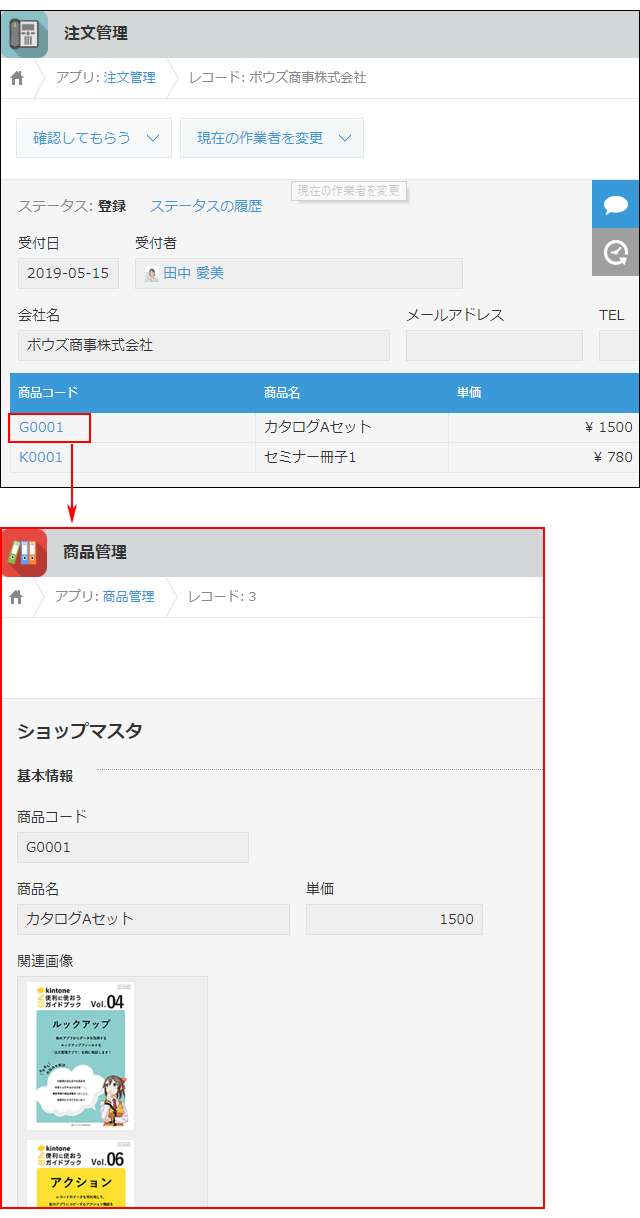 注文管理
アプリ: 注文管理 レコード: ボウズ商事株式会社
確認してもらう 現在の作業者を変更
現在の作業者を変更
ステータス: 登録 ステータスの履歴
受付日 受付者
2019-05-15 田中 愛美
会社名 メールアドレス TEL
ボウズ商事株式会社
商品コード 商品名 単価
G0001 カタログAセット ¥ 1500
K0001 セミナー冊子1 ¥ 780
商品管理
アプリ: 商品管理 レコード: 3
ショップマスタ
基本情報
商品コード
G0001
商品名 単価
カタログAセット 1500
関連画像
kintone
便利に使おう
ガイドブック Vol.04
ルックアップ
kintone
便利に使おう
ガイドブック Vol.06
アクション